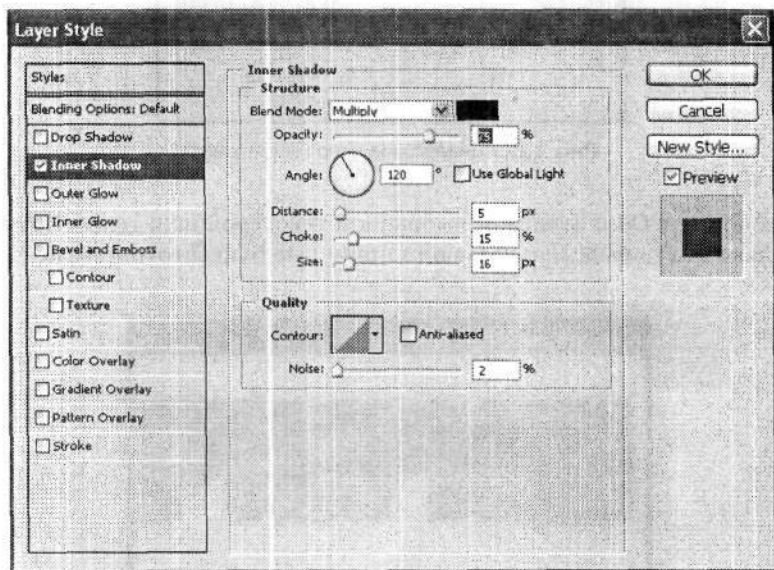 Layer Style
Styles
Blending Options: Default
Drop Shadow
Inner Shadow
Outer Glow
Inner Glow
Bevel and Emboss
Contour
Texture
Satin
Color Overlay
Gradient Overlay
Pattern Overlay
Stroke
Inner Shadow
Structure
Blend Mode: Multiply
Opacity: %
Angle: 120 ° Use Global Light
Distance: 5 px
Choke: 15 %
Size: 16 px
Quality
Contour: Anti-aliased
Noise: 2 %
OK
Cancel
New Style...
Preview